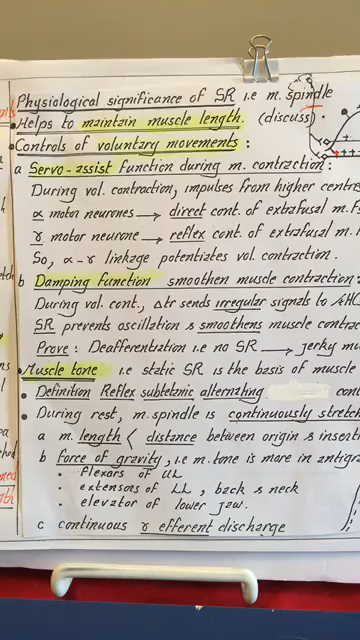 Physiological significance of SR i.e m. spindle
• Helps to maintain muscle length. (discuss)
• Controls of voluntary movements :
a Servo-assist Function during m. contraction :
During vol. contraction, impulses from higher centre
α motor neurones → direct cont. of extrafusal m. F
γ motor neurone → reflex cont. of extrafusal m.
So, α-γ linkage potentiates vol. contraction.
b Damping function smoothen muscle contraction :
During vol. cont., Δtr sends irregular signals to AHC
SR prevents oscillation & smoothens muscle contra
Prove : Deafferentiation i.e no SR → jerky mu
• Muscle tone i.e static SR is the basis of muscle
• Definition Reflex subtetanic alternating con
• During rest, m. spindle is continuously stretch
a m. length < distance between origin & insert
b force of gravity, i.e m. tone is more in antigra
· flexors of UL
· extensors of LL, back & neck
· elevator of lower jaw.
c continuous γ efferent discharge